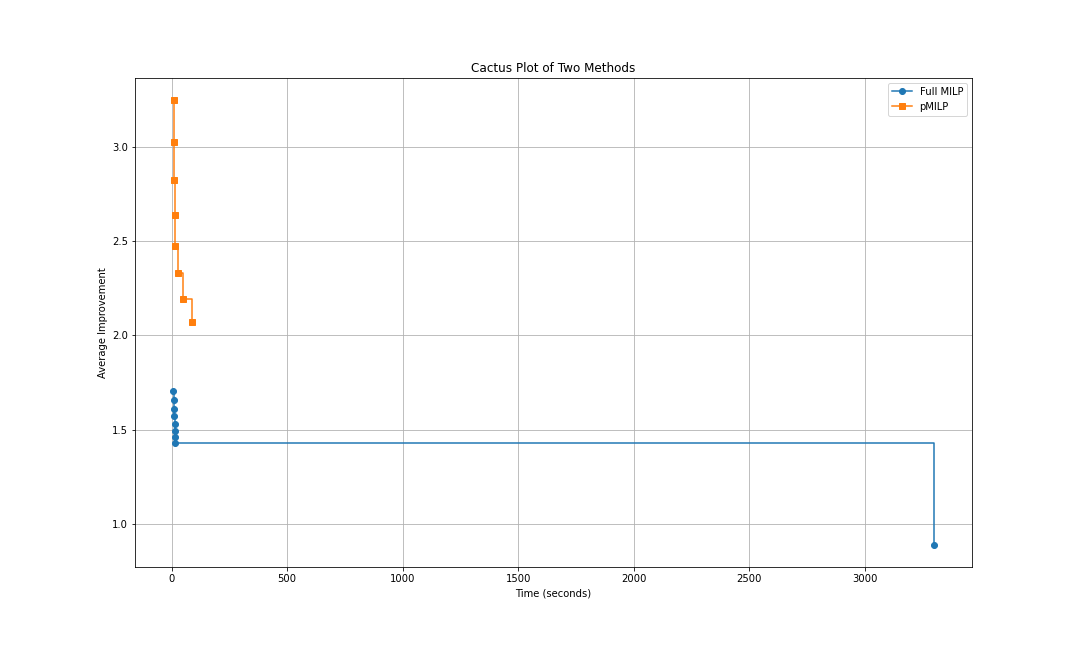 Cactus Plot of Two Methods
Full MILP
pMILP
3.0
2.5
2.0
1.5
1.0
Average Improvement
0
500
1000
1500
2000
2500
3000
Time (seconds)